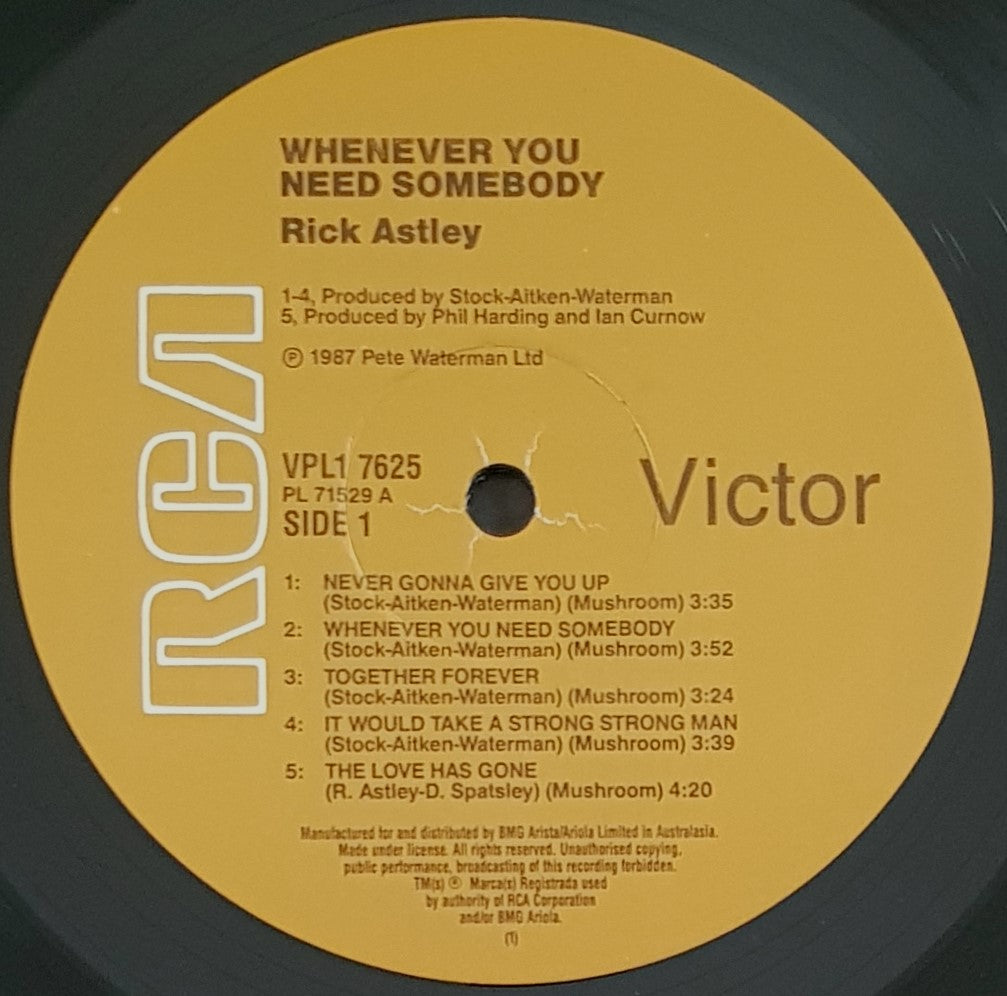 WHENEVER YOU
NEED SOMEBODY
Rick Astley
1-4, Produced by Stock-Aitken-Waterman
5, Produced by Phil Harding and Ian Curnow
℗ 1987 Pete Waterman Ltd
RCA
VPL1 7625
PL 71529 A
SIDE 1
Victor
1: NEVER GONNA GIVE YOU UP
(Stock-Aitken-Waterman) (Mushroom) 3:35
2: WHENEVER YOU NEED SOMEBODY
(Stock-Aitken-Waterman) (Mushroom) 3:52
3: TOGETHER FOREVER
(Stock-Aitken-Waterman) (Mushroom) 3:24
4: IT WOULD TAKE A STRONG STRONG MAN
(Stock-Aitken-Waterman) (Mushroom) 3:39
5: THE LOVE HAS GONE
(R. Astley-D. Spatsley) (Mushroom) 4:20
Manufactured for and distributed by BMG Arista/Ariola Limited in Australasia.
Made under license. All rights reserved. Unauthorised copying,
public performance, broadcasting of this recording forbidden.
TM(s) ® Marca(s) Registrada used
by authority of RCA Corporation
and/or BMG Ariola.
(1)